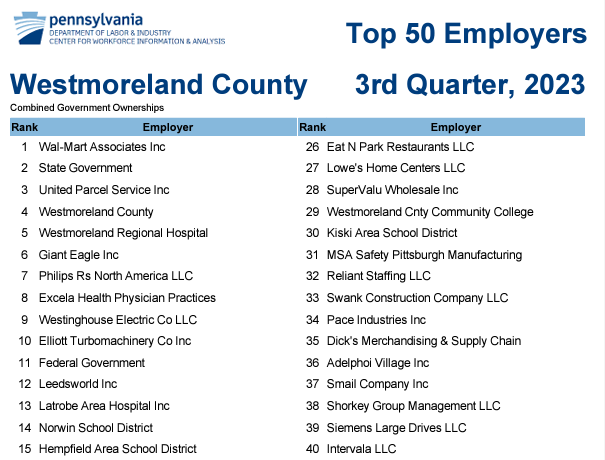 pennsylvania
DEPARTMENT OF LABOR & INDUSTRY
CENTER FOR WORKFORCE INFORMATION & ANALYSIS
Top 50 Employers
Westmoreland County 3rd Quarter, 2023
Combined Government Ownerships
Rank Employer Rank Employer
1 Wal-Mart Associates Inc 26 Eat N Park Restaurants LLC
2 State Government 27 Lowe's Home Centers LLC
3 United Parcel Service Inc 28 SuperValu Wholesale Inc
4 Westmoreland County 29 Westmoreland Cnty Community College
5 Westmoreland Regional Hospital 30 Kiski Area School District
6 Giant Eagle Inc 31 MSA Safety Pittsburgh Manufacturing
7 Philips Rs North America LLC 32 Reliant Staffing LLC
8 Excela Health Physician Practices 33 Swank Construction Company LLC
9 Westinghouse Electric Co LLC 34 Pace Industries Inc
10 Elliott Turbomachinery Co Inc 35 Dick's Merchandising & Supply Chain
11 Federal Government 36 Adelphoi Village Inc
12 Leedsworld Inc 37 Smail Company Inc
13 Latrobe Area Hospital Inc 38 Shorkey Group Management LLC
14 Norwin School District 39 Siemens Large Drives LLC
15 Hempfield Area School District 40 Intervala LLC